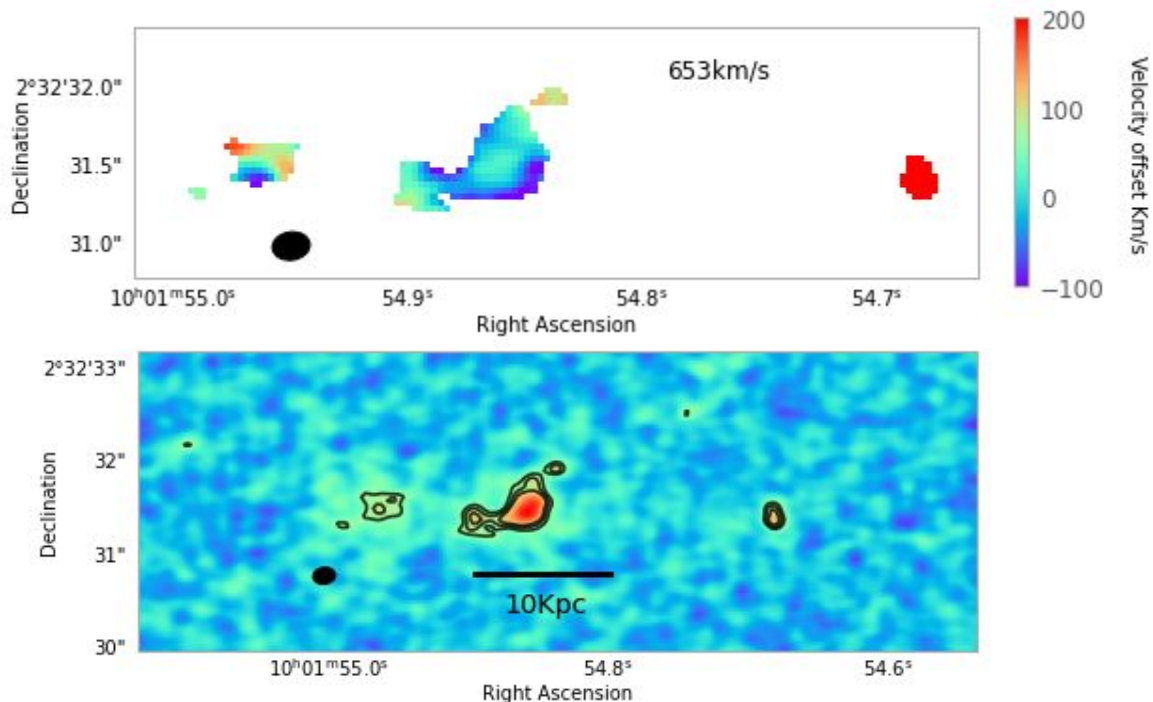 653km/s
2°32'32.0"
31.5"
31.0"
Declination
10ʰ01ᵐ55.0ˢ
54.9ˢ
54.8ˢ
54.7ˢ
Right Ascension
200
100
0
−100
Velocity offset Km/s
2°32'33"
32"
31"
30"
Declination
10Kpc
10ʰ01ᵐ55.0ˢ
54.8ˢ
54.6ˢ
Right Ascension